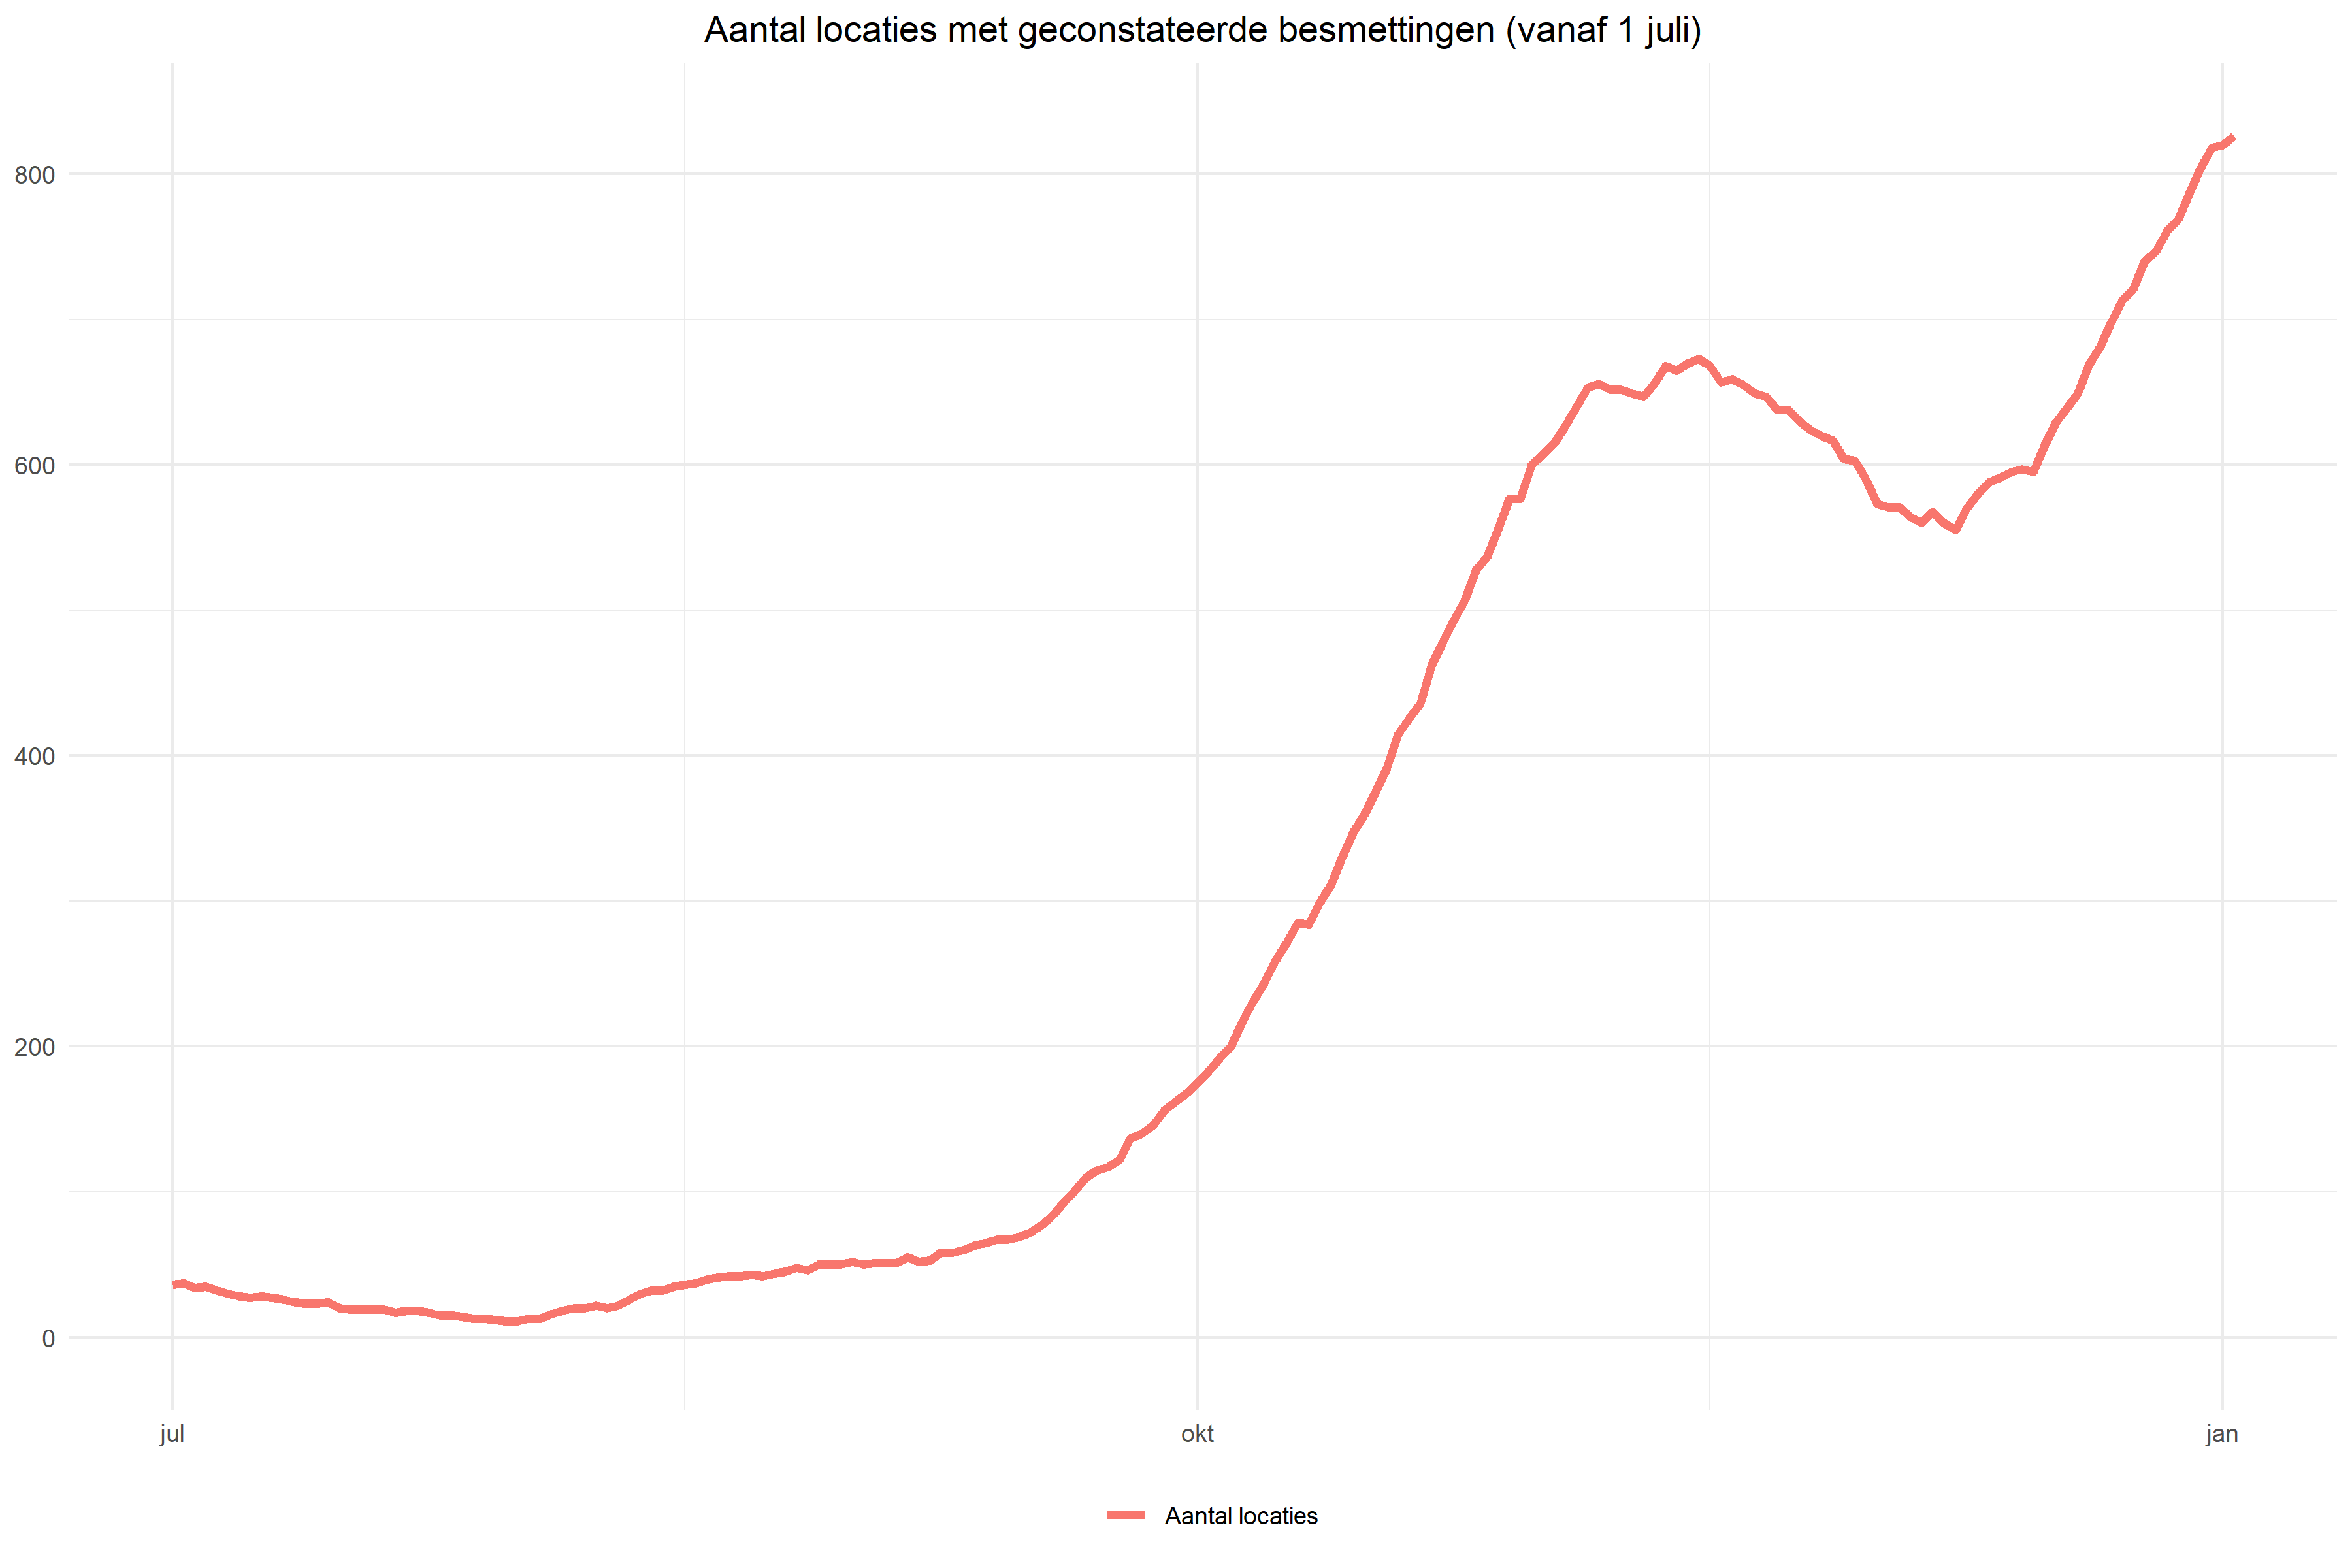 Aantal locaties met geconstateerde besmettingen (vanaf 1 juli)
800
600
400
200
0
jul okt jan
Aantal locaties